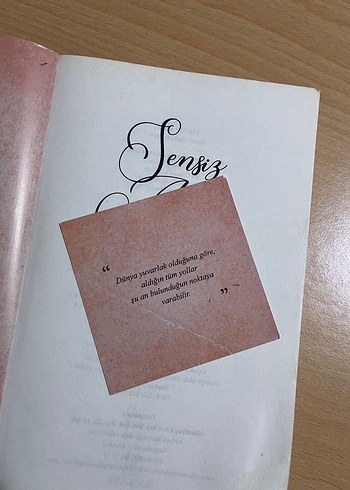 Sensiz
“ Dünya yuvarlak olduğuna göre,
aldığın tüm yollar
şu an bulunduğun noktaya
varabilir. ”